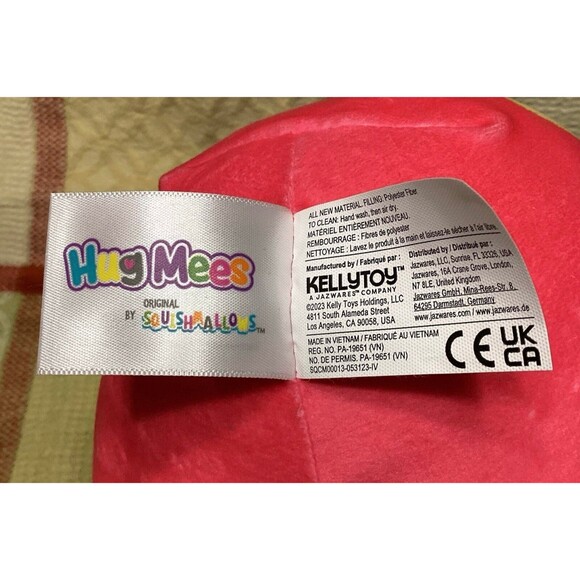 Hug Mees
ORIGINAL
BY SQUISHMALLOWS™
ALL NEW MATERIAL. FILLING: Polyester Fiber.
TO CLEAN: Hand wash, then air dry.
MATÉRIEL ENTIÈREMENT NOUVEAU.
REMBOURRAGE : Fibres de polyester
NETTOYAGE : Lavez le produit à la main et laissez-le sécher à l'air libre.
Manufactured by / Fabriqué par :
KELLYTOY™
A JAZWARES™ COMPANY
©2023 Kelly Toys Holdings, LLC
4811 South Alameda Street
Los Angeles, CA 90058, USA
Distributed by / Distribué par :
Jazwares, LLC, Sunrise, FL 33326, USA
Jazwares, 16A Crane Grove, London,
N7 8LE, United Kingdom
Jazwares GmbH, Mina-Rees-Str. 8,
64295 Darmstadt, Germany
www.jazwares.com / www.jazwares.com
MADE IN VIETNAM / FABRIQUÉ AU VIETNAM
REG. NO. PA-19651 (VN)
NO. DE PERMIS. PA-19651 (VN)
SQCM00013-053123-IV
CE UK
CA